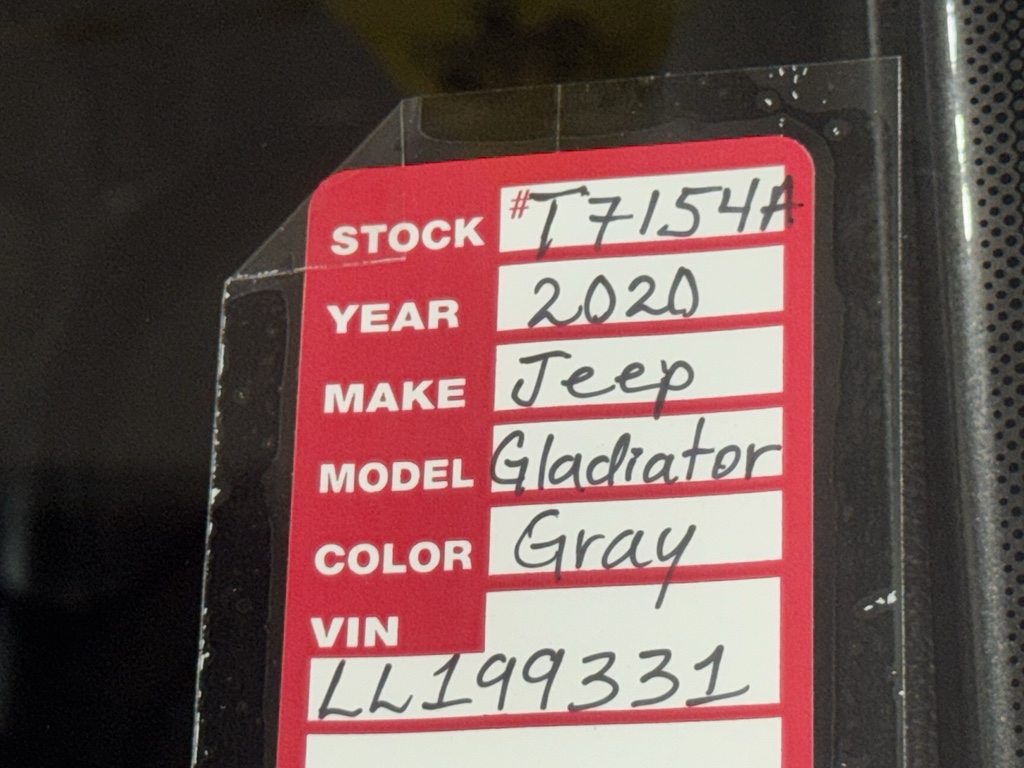 STOCK #T7154A
YEAR 2020
MAKE Jeep
MODEL Gladiator
COLOR Gray
VIN
LL199331